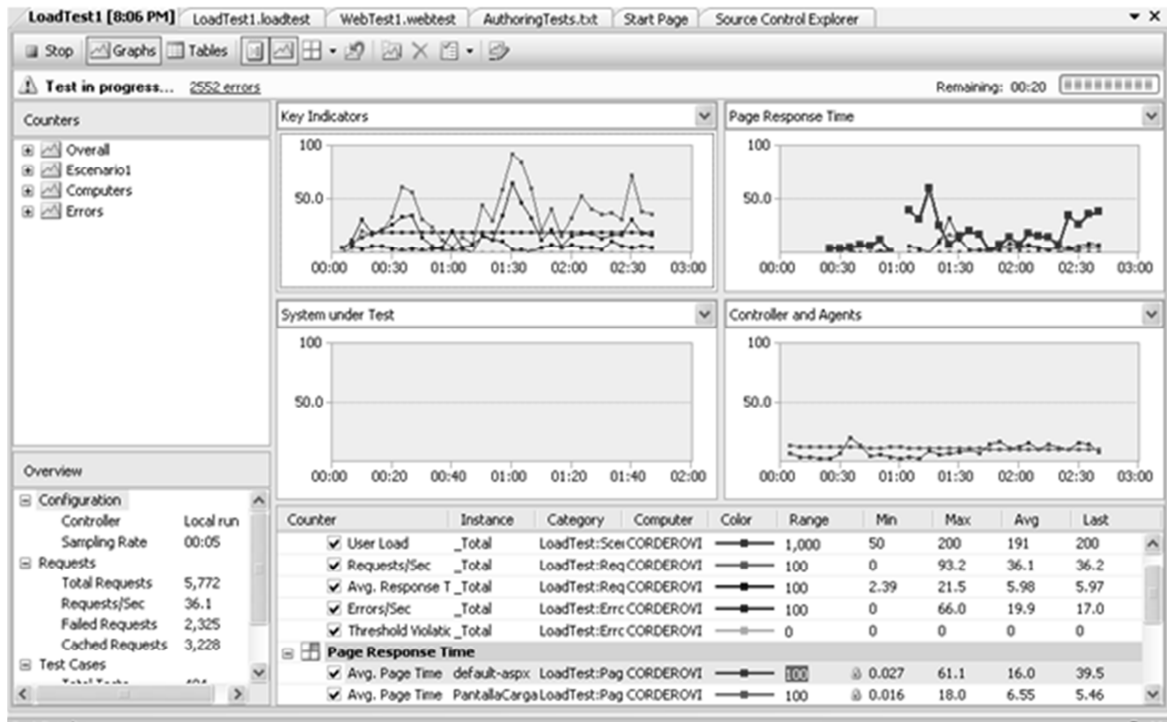 LoadTest1 [8:06 PM] LoadTest1.loadtest WebTest1.webtest AuthoringTests.txt Start Page Source Control Explorer
Stop Graphs Tables
Test in progress... 2552 errors Remaining: 00:20
Counters
Overall
Escenario1
Computers
Errors
Key Indicators
100
50.0
00:00 00:30 01:00 01:30 02:00 02:30 03:00
Page Response Time
100
50.0
00:00 00:30 01:00 01:30 02:00 02:30 03:00
System under Test
100
50.0
00:00 00:20 00:40 01:00 01:20 01:40 02:00
Controller and Agents
100
50.0
00:00 00:30 01:00 01:30 02:00 02:30 03:00
Overview
Configuration
Controller Local run
Sampling Rate 00:05
Requests
Total Requests 5,772
Requests/Sec 36.1
Failed Requests 2,325
Cached Requests 3,228
Test Cases
Counter Instance Category Computer Color Range Min Max Avg Last
User Load _Total LoadTest:Scer CORDEROVI 1,000 50 200 191 200
Requests/Sec _Total LoadTest:Req CORDEROVI 100 0 93.2 36.1 36.2
Avg. Response T _Total LoadTest:Req CORDEROVI 100 2.39 21.5 5.98 5.97
Errors/Sec _Total LoadTest:Errc CORDEROVI 100 0 66.0 19.9 17.0
Threshold Violatic _Total LoadTest:Errc CORDEROVI 0 0 0 0 0
Page Response Time
Avg. Page Time default-aspx LoadTest:Pag CORDEROVI 100 0.027 61.1 16.0 39.5
Avg. Page Time PantallaCarga LoadTest:Pag CORDEROVI 100 0.016 18.0 6.55 5.46